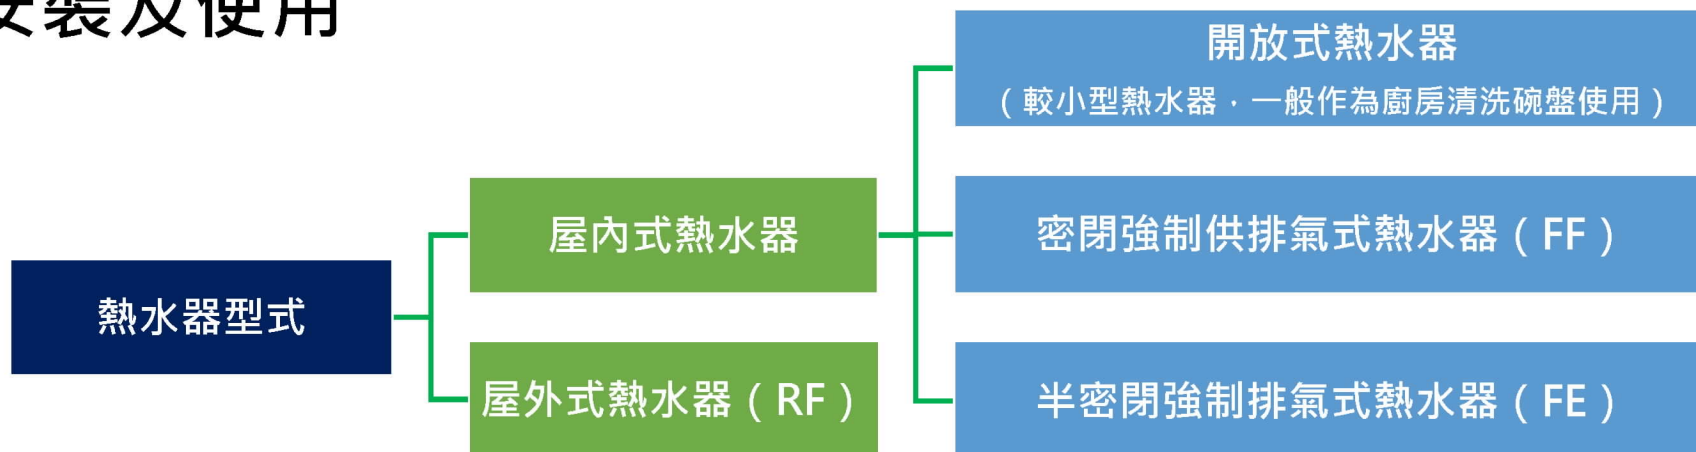 安裝及使用
開放式熱水器
（較小型熱水器，一般作為廚房清洗碗盤使用）
屋內式熱水器
密閉強制供排氣式熱水器（FF）
熱水器型式
屋外式熱水器（RF）
半密閉強制排氣式熱水器（FE）